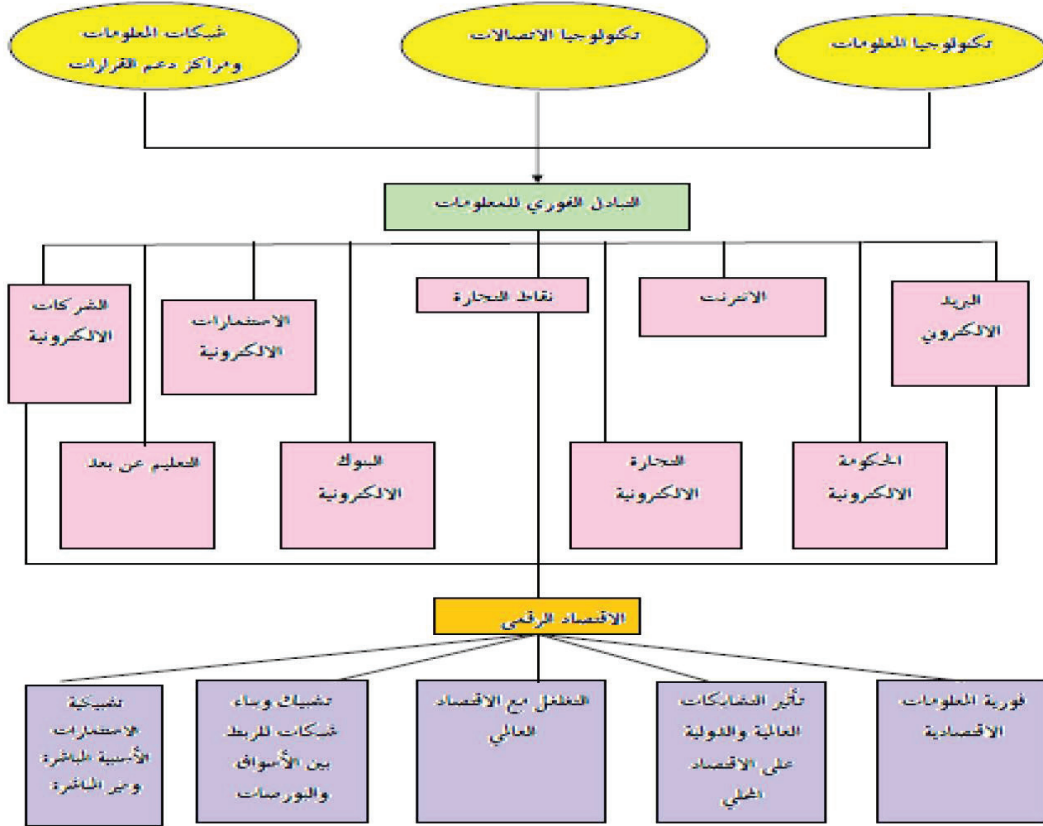 تكنولوجيا المعلومات
تكنولوجيا الاتصالات
شبكات المعلومات
ومراكز دعم القرارات
التبادل الفوري للمعلومات
البريد
الالكتروني
الانترنت
نقاط التجارة
الاستثمارات
الالكترونية
الشركات
الالكترونية
الحكومة
الالكترونية
التجارة
الالكترونية
البنوك
الالكترونية
التعليم عن بعد
الاقتصاد الرقمي
فورية المعلومات
الاقتصادية
تأثير التشابكات
العالمية والدولية
على الاقتصاد
المحلي
التغلغل مع الاقتصاد
العالمي
تشبيك وبناء
شبكات للربط
بين الأسواق
والبورصات
تشبيكية
الاستثمارات
الأجنبية المباشرة
وغير المباشرة